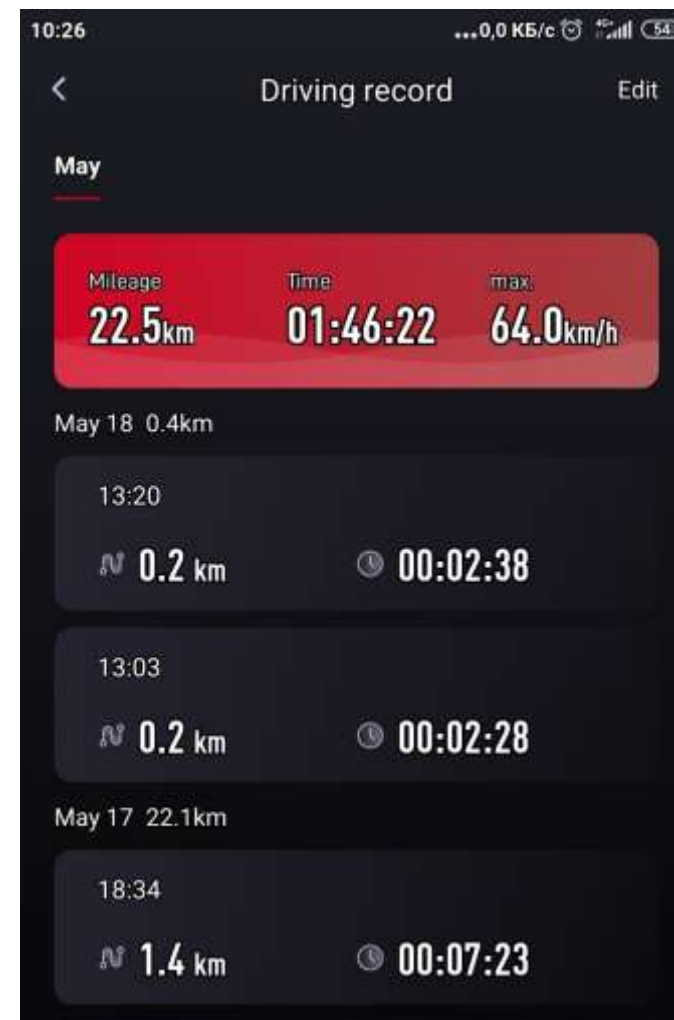 10:26 ...0,0 КБ/с 4G 54
Driving record Edit
May
Mileage Time max.
22.5km 01:46:22 64.0km/h
May 18 0.4km
13:20
0.2 km 00:02:38
13:03
0.2 km 00:02:28
May 17 22.1km
18:34
1.4 km 00:07:23